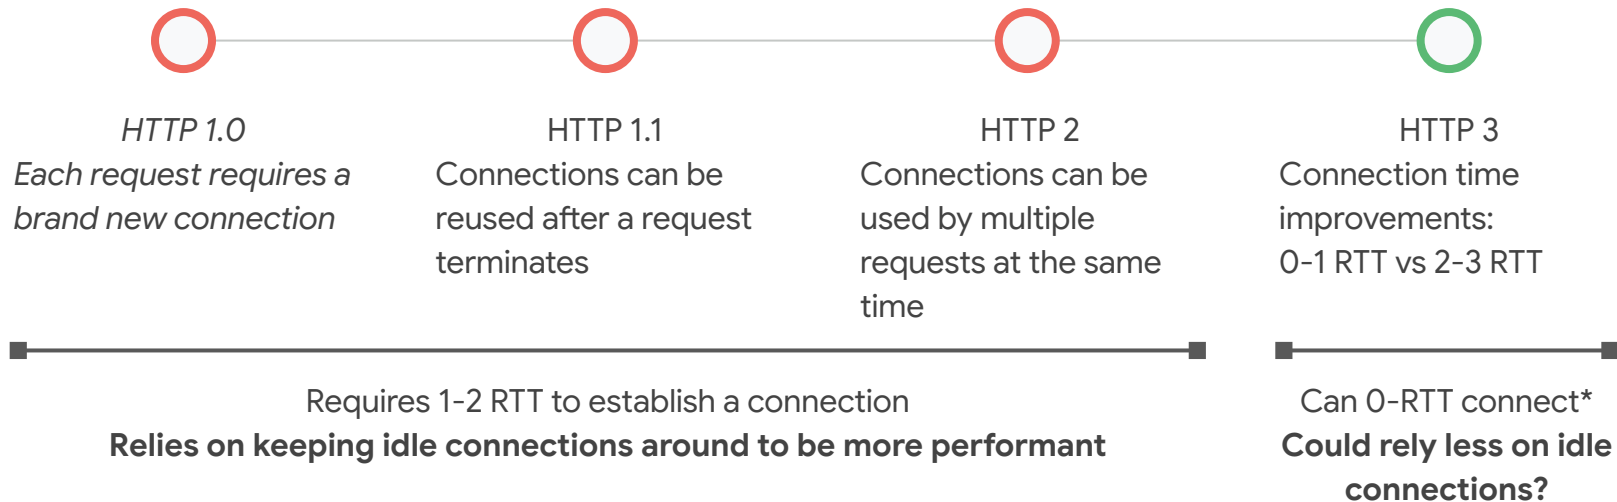 HTTP 1.0
Each request requires a
brand new connection
HTTP 1.1
Connections can be
reused after a request
terminates
HTTP 2
Connections can be
used by multiple
requests at the same
time
HTTP 3
Connection time
improvements:
0-1 RTT vs 2-3 RTT
Requires 1-2 RTT to establish a connection
Relies on keeping idle connections around to be more performant
Can 0-RTT connect*
Could rely less on idle
connections?